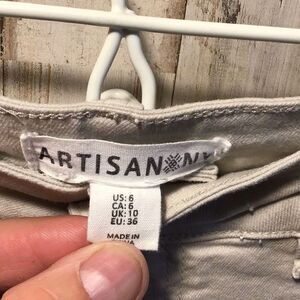 ARTISAN NY
US: 6
CA: 6
UK: 10
EU: 36
MADE IN